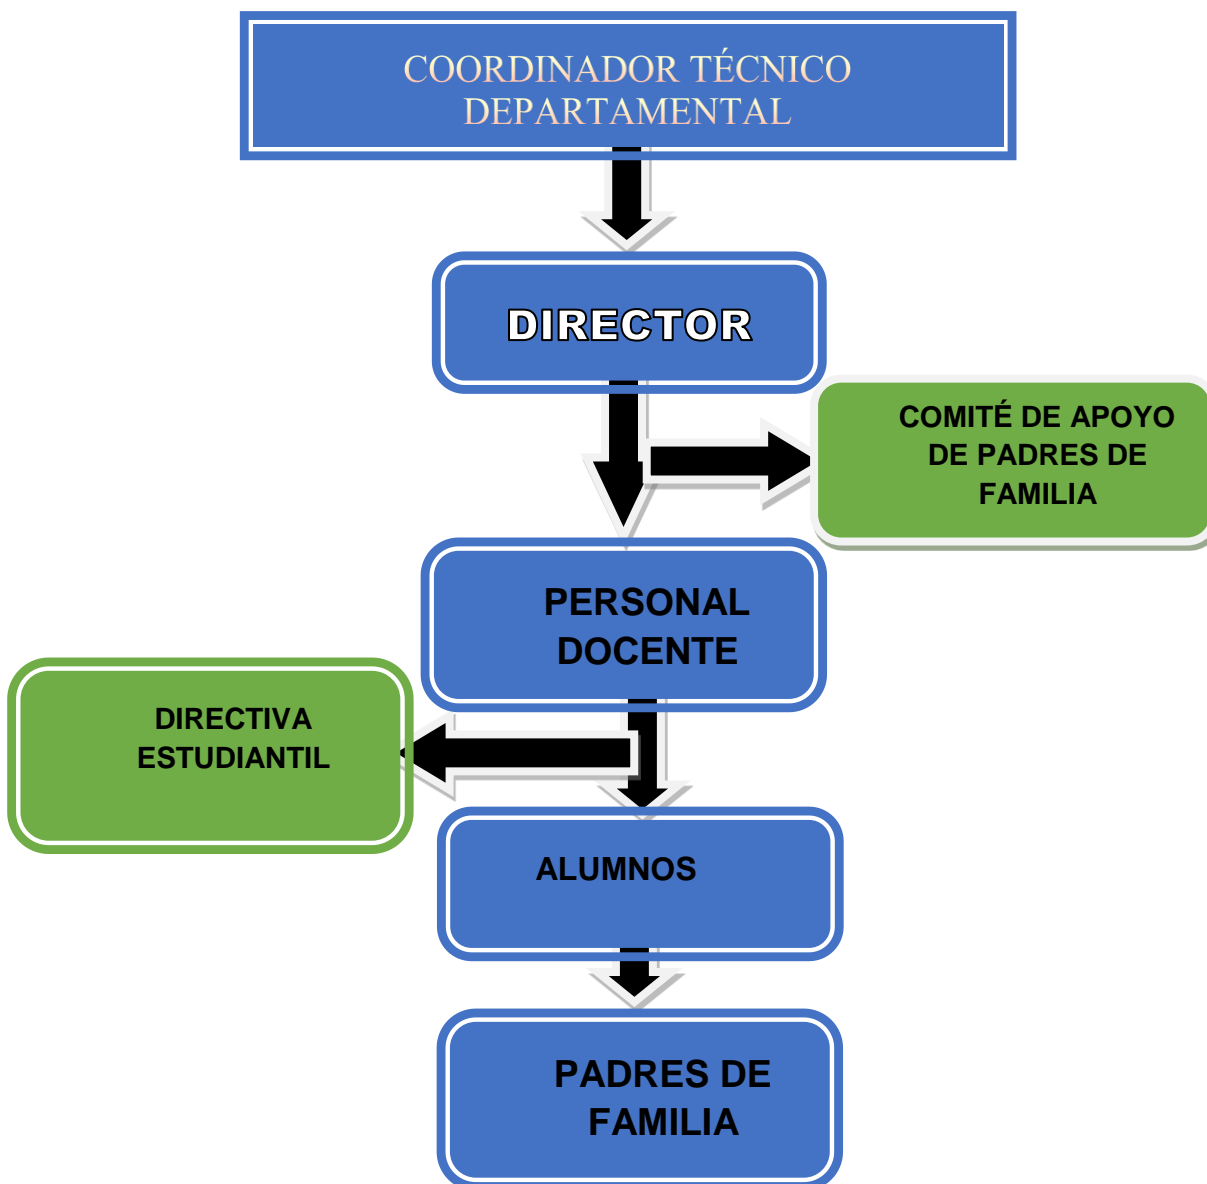 COORDINADOR TÉCNICO
DEPARTAMENTAL
DIRECTOR
COMITÉ DE APOYO
DE PADRES DE
FAMILIA
PERSONAL
DOCENTE
DIRECTIVA
ESTUDIANTIL
ALUMNOS
PADRES DE
FAMILIA